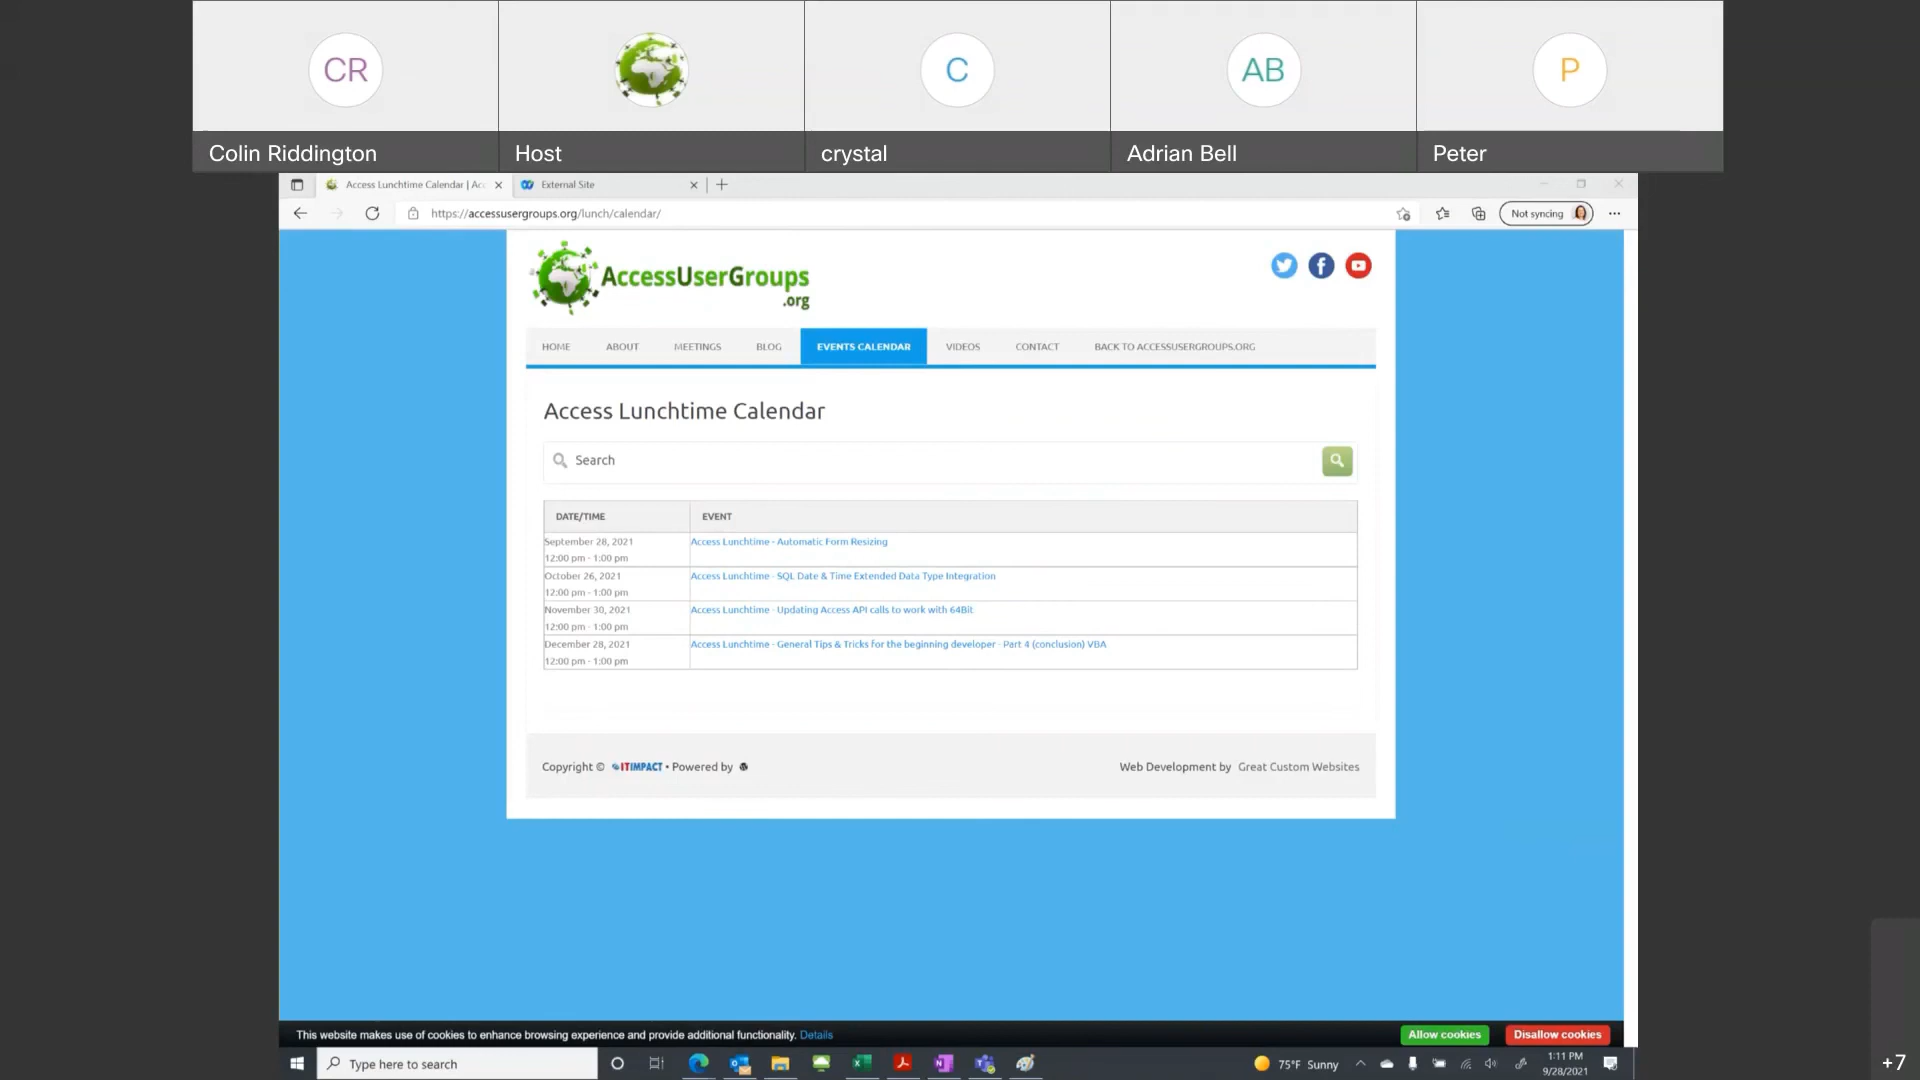 CR
C
AB
P
Colin Riddington
Host
crystal
Adrian Bell
Peter
Access Lunchtime Calendar | Acc
External Site
https://accessusergroups.org/lunch/calendar/
Not syncing
AccessUserGroups
.org
HOME ABOUT MEETINGS BLOG EVENTS CALENDAR VIDEOS CONTACT BACK TO ACCESSUSERGROUPS.ORG
Access Lunchtime Calendar
Search
DATE/TIME EVENT
September 28, 2021 Access Lunchtime - Automatic Form Resizing
12:00 pm - 1:00 pm
October 26, 2021 Access Lunchtime - SQL Date & Time Extended Data Type Integration
12:00 pm - 1:00 pm
November 30, 2021 Access Lunchtime - Updating Access API calls to work with 64Bit
12:00 pm - 1:00 pm
December 28, 2021 Access Lunchtime - General Tips & Tricks for the beginning developer - Part 4 (conclusion) VBA
12:00 pm - 1:00 pm
Copyright © ITIMPACT • Powered by
Web Development by Great Custom Websites
This website makes use of cookies to enhance browsing experience and provide additional functionality. Details
Allow cookies
Disallow cookies
Type here to search
75°F Sunny
1:11 PM
9/28/2021
+7